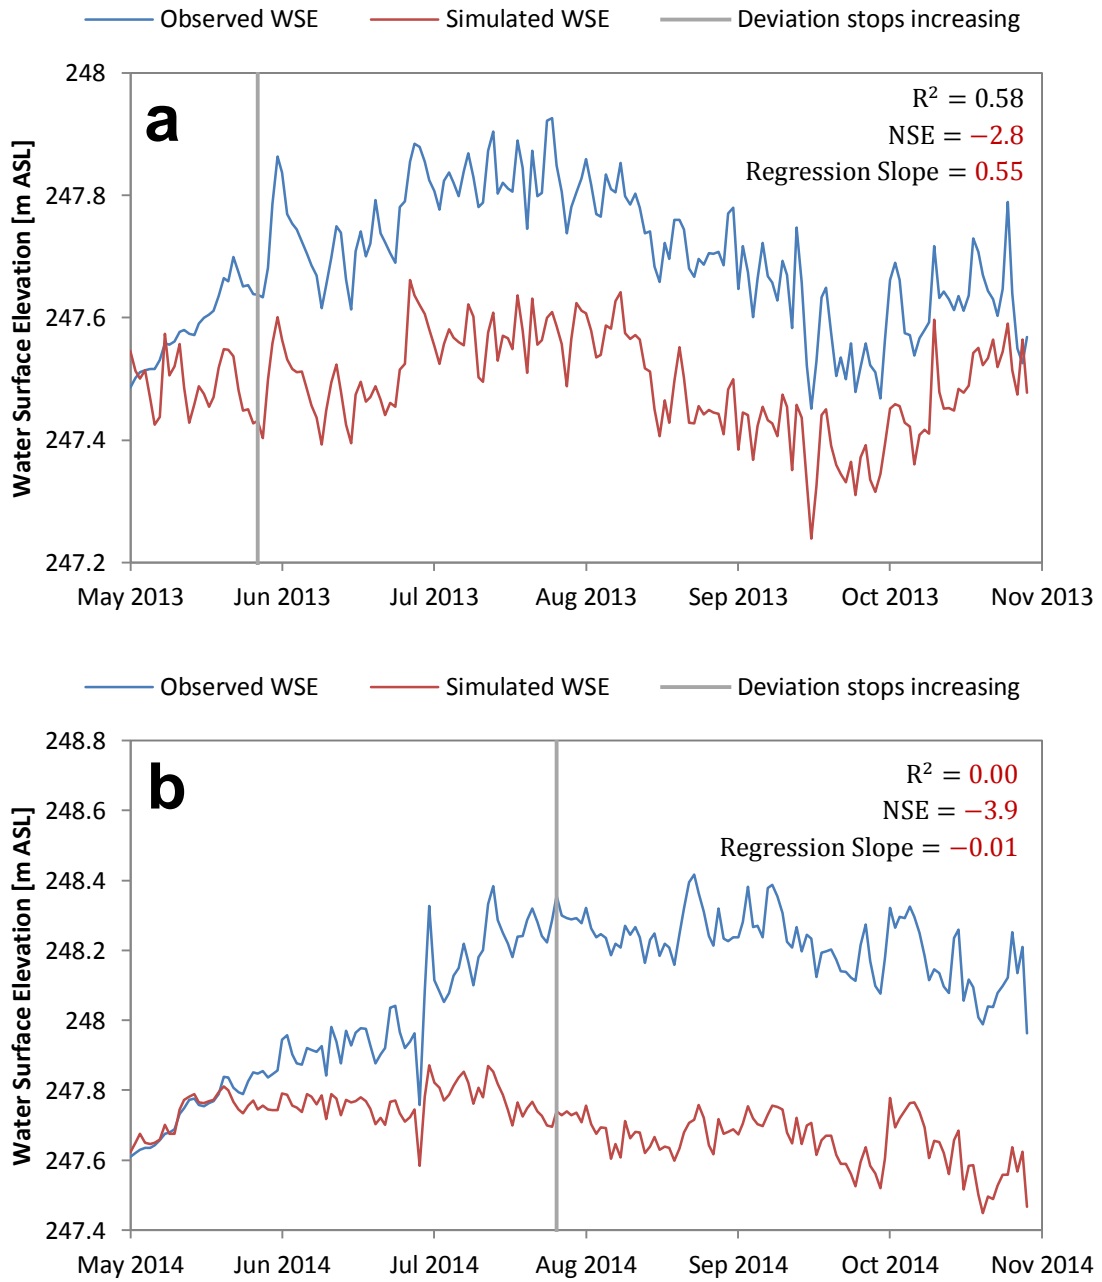 Observed WSE Simulated WSE Deviation stops increasing
248
a
R² = 0.58
NSE = −2.8
Regression Slope = 0.55
247.8
247.6
247.4
247.2
Water Surface Elevation [m ASL]
May 2013 Jun 2013 Jul 2013 Aug 2013 Sep 2013 Oct 2013 Nov 2013
Observed WSE Simulated WSE Deviation stops increasing
248.8
b
R² = 0.00
NSE = −3.9
Regression Slope = −0.01
248.6
248.4
248.2
248
247.8
247.6
247.4
Water Surface Elevation [m ASL]
May 2014 Jun 2014 Jul 2014 Aug 2014 Sep 2014 Oct 2014 Nov 2014